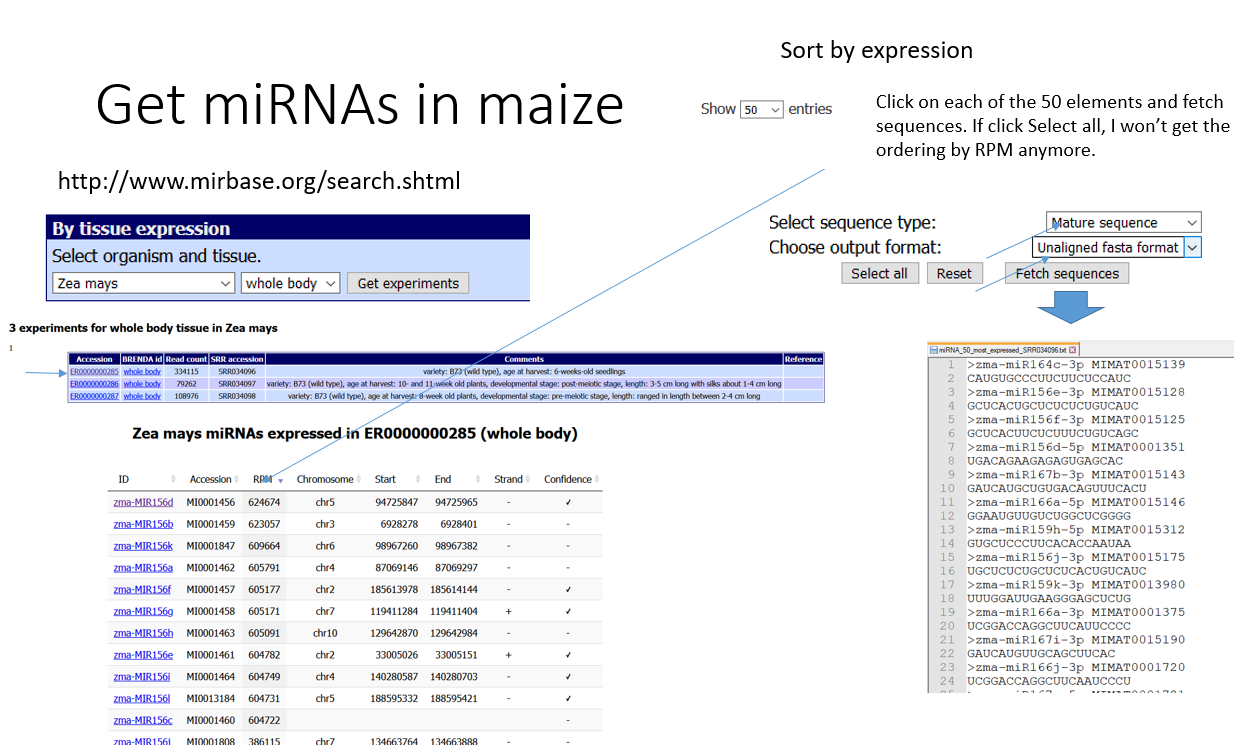 Sort by expression
Get miRNAs in maize
Show 50 entries
Click on each of the 50 elements and fetch
sequences. If click Select all, I won't get the
ordering by RPM anymore.
http://www.mirbase.org/search.shtml
By tissue expression
Select organism and tissue.
Zea mays whole body Get experiments
Select sequence type: Mature sequence
Choose output format: Unaligned fasta format
Select all Reset Fetch sequences
3 experiments for whole body tissue in Zea mays
1
Accession BRENDA id Read count SRR accession Comments Reference
ER0000000285 whole body 334115 SRR034096 variety: B73 (wild type), age at harvest: 6-weeks-old seedlings
ER0000000286 whole body 79262 SRR034097 variety: B73 (wild type), age at harvest: 10- and 11-week old plants, developmental stage: post-meiotic stage, length: 3-5 cm long with silks about 1-4 cm long
ER0000000287 whole body 108976 SRR034098 variety: B73 (wild type), age at harvest: 8-week old plants, developmental stage: pre-meiotic stage, length: ranged in length between 2-4 cm long
Zea mays miRNAs expressed in ER0000000285 (whole body)
ID Accession RPM Chromosome Start End Strand Confidence
zma-MIR156d MI0001456 624674 chr5 94725847 94725965 - ✓
zma-MIR156b MI0001459 623057 chr3 6928278 6928401 - -
zma-MIR156k MI0001847 609664 chr6 98967260 98967382 - -
zma-MIR156a MI0001462 605791 chr4 87069146 87069297 - -
zma-MIR156f MI0001457 605177 chr2 185613978 185614144 - ✓
zma-MIR156g MI0001458 605171 chr7 119411284 119411404 + ✓
zma-MIR156h MI0001463 605091 chr10 129642870 129642984 - -
zma-MIR156e MI0001461 604782 chr2 33005026 33005151 + ✓
zma-MIR156i MI0001464 604749 chr4 140280587 140280703 - ✓
zma-MIR156l MI0013184 604731 chr5 188595332 188595421 - ✓
zma-MIR156c MI0001460 604722 -
zma-MIR156j MI0001808 386115 chr7 134663764 134663888 - ✓
miRNA_50_most_expressed_SRR034096.txt
1 >zma-miR164c-3p MIMAT0015139
2 CAUGUGCCCUUCUUCUCCAUC
3 >zma-miR156e-3p MIMAT0015128
4 GCUCACUGCUCUCUCUGUCAUC
5 >zma-miR156f-3p MIMAT0015125
6 GCUCACUUCUCUUUCUGUCAGC
7 >zma-miR156d-5p MIMAT0001351
8 UGACAGAAGAGAGUGAGCAC
9 >zma-miR167b-3p MIMAT0015143
10 GAUCAUGCUGUGACAGUUUCACU
11 >zma-miR166a-5p MIMAT0015146
12 GGAAUGUUGUCUGGCUCGGGG
13 >zma-miR159h-5p MIMAT0015312
14 GUGCUCCCUUCACACCAAUAA
15 >zma-miR156j-3p MIMAT0015175
16 UGCUCUCUGCUCUCACUGUCAUC
17 >zma-miR159k-3p MIMAT0013980
18 UUUGGAUUGAAGGGAGCUCUG
19 >zma-miR166a-3p MIMAT0001375
20 UCGGACCAGGCUUCAUUCCCC
21 >zma-miR167i-3p MIMAT0015190
22 GAUCAUGUUGCAGCUUCAC
23 >zma-miR166j-3p MIMAT0001720
24 UCGGACCAGGCUUCAAUCCCU